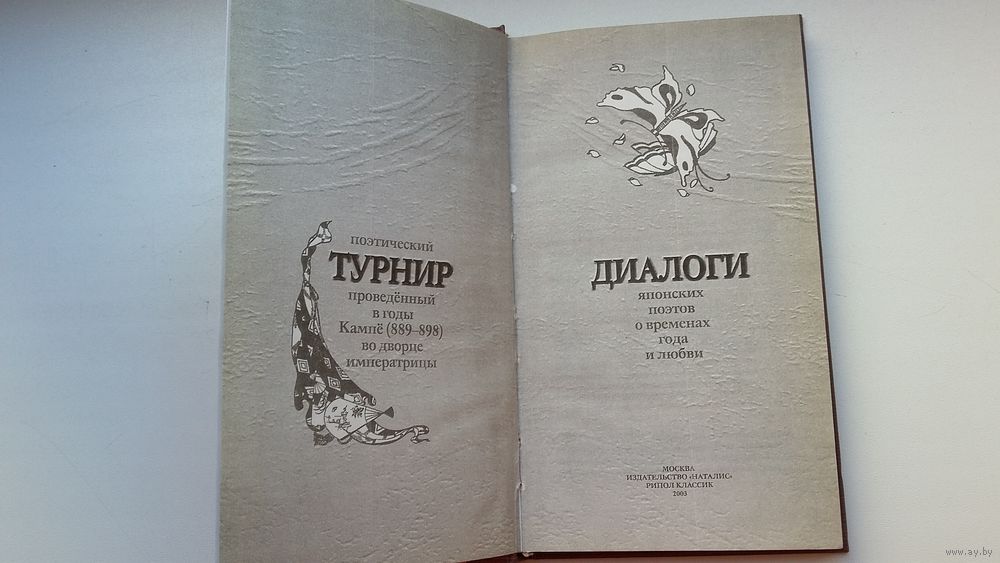 поэтический
ТУРНИР
проведённый
в годы
Кампё (889–898)
во дворце
императрицы
ДИАЛОГИ
японских
поэтов
о временах
года
и любви
МОСКВА
ИЗДАТЕЛЬСТВО «НАТАЛИС»
РИПОЛ КЛАССИК
2003
www.ay.by